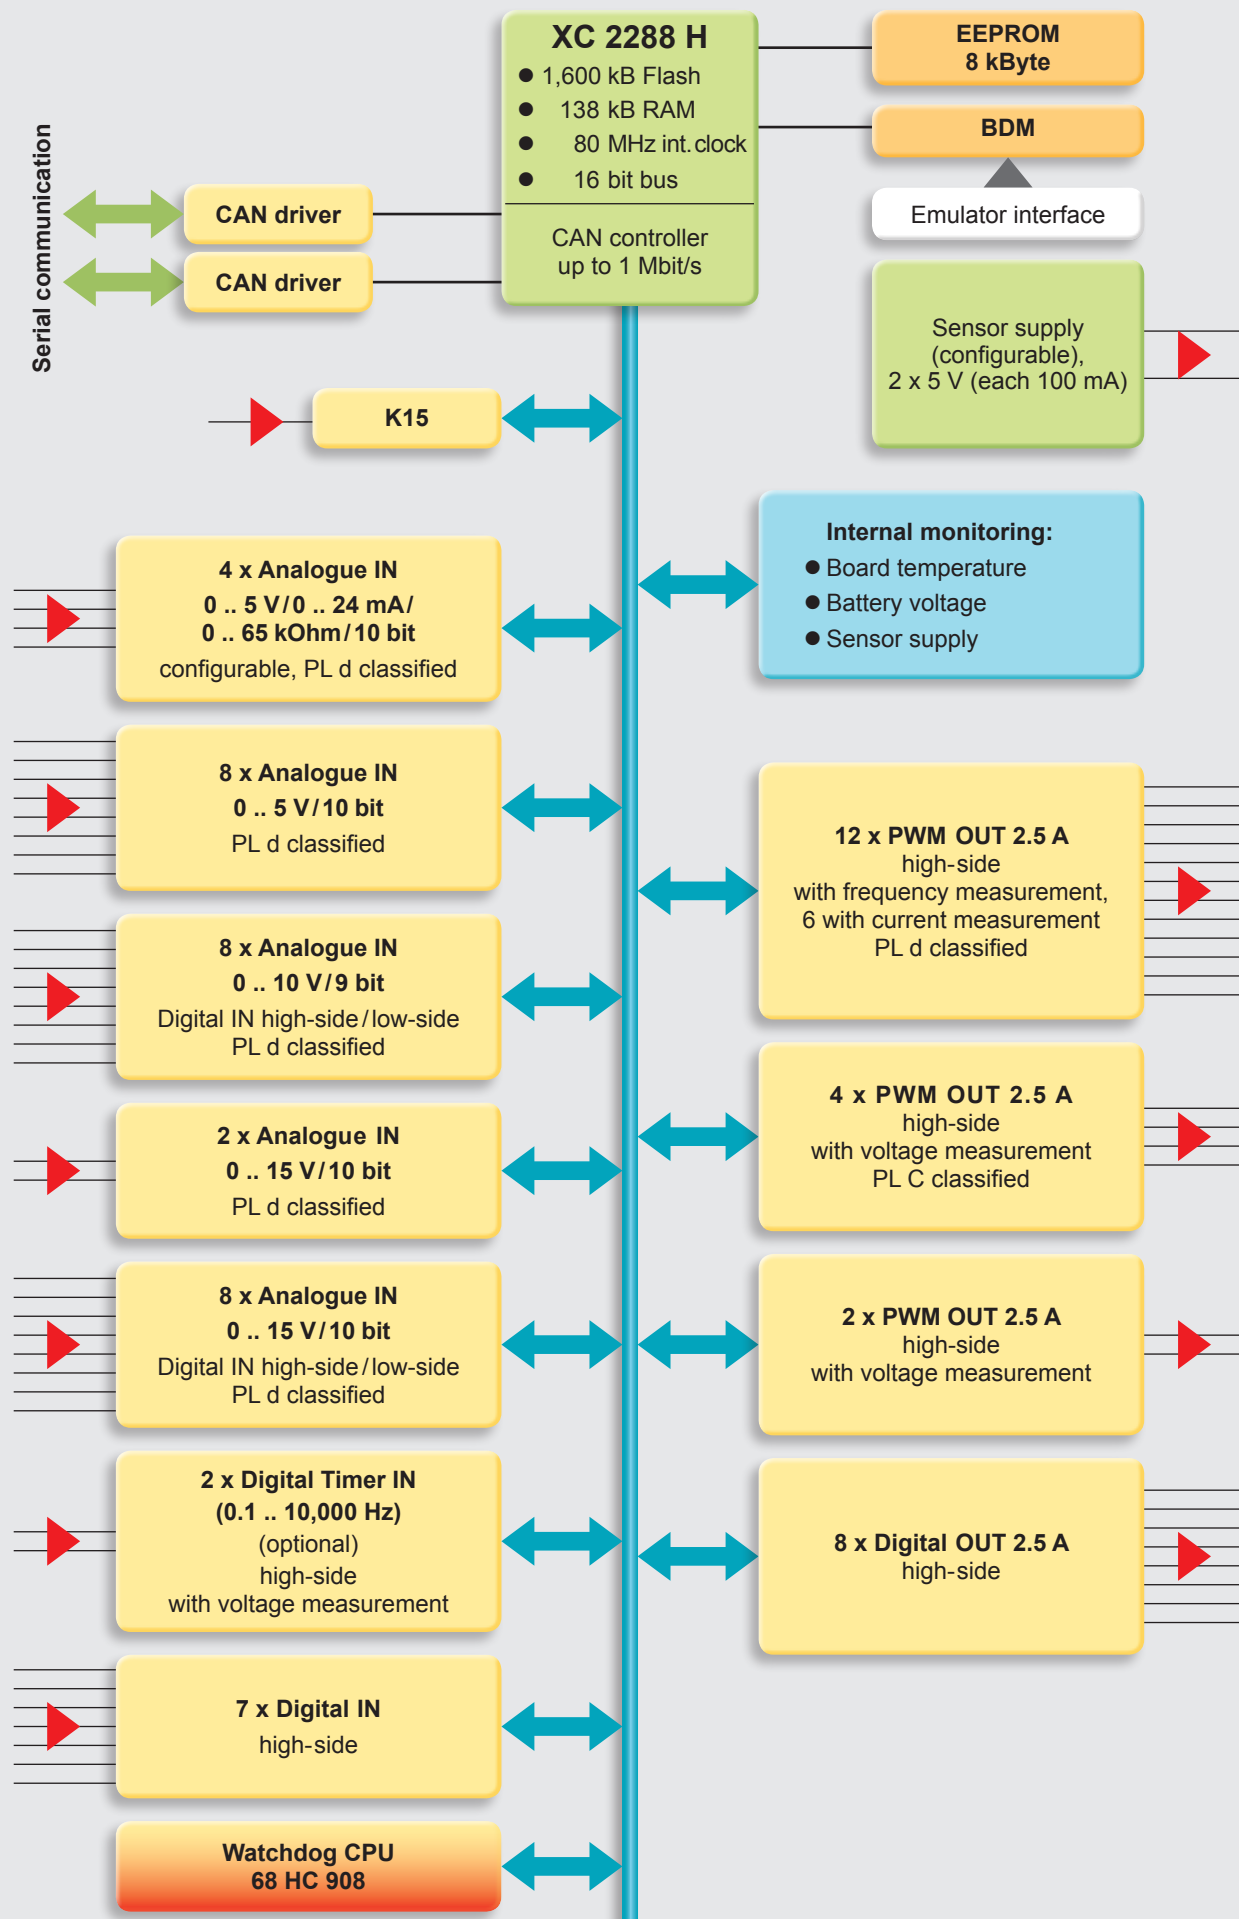 XC 2288 H
● 1,600 kB Flash
● 138 kB RAM
● 80 MHz int. clock
● 16 bit bus
CAN controller
up to 1 Mbit/s
EEPROM
8 kByte
BDM
Emulator interface
Serial communication
CAN driver
CAN driver
Sensor supply
(configurable),
2 x 5 V (each 100 mA)
K15
Internal monitoring:
● Board temperature
● Battery voltage
● Sensor supply
4 x Analogue IN
0 .. 5 V/0 .. 24 mA/
0 .. 65 kOhm/10 bit
configurable, PL d classified
8 x Analogue IN
0 .. 5 V/10 bit
PL d classified
8 x Analogue IN
0 .. 10 V/9 bit
Digital IN high-side/low-side
PL d classified
2 x Analogue IN
0 .. 15 V/10 bit
PL d classified
8 x Analogue IN
0 .. 15 V/10 bit
Digital IN high-side/low-side
PL d classified
2 x Digital Timer IN
(0.1 .. 10,000 Hz)
(optional)
high-side
with voltage measurement
7 x Digital IN
high-side
Watchdog CPU
68 HC 908
12 x PWM OUT 2.5 A
high-side
with frequency measurement,
6 with current measurement
PL d classified
4 x PWM OUT 2.5 A
high-side
with voltage measurement
PL C classified
2 x PWM OUT 2.5 A
high-side
with voltage measurement
8 x Digital OUT 2.5 A
high-side